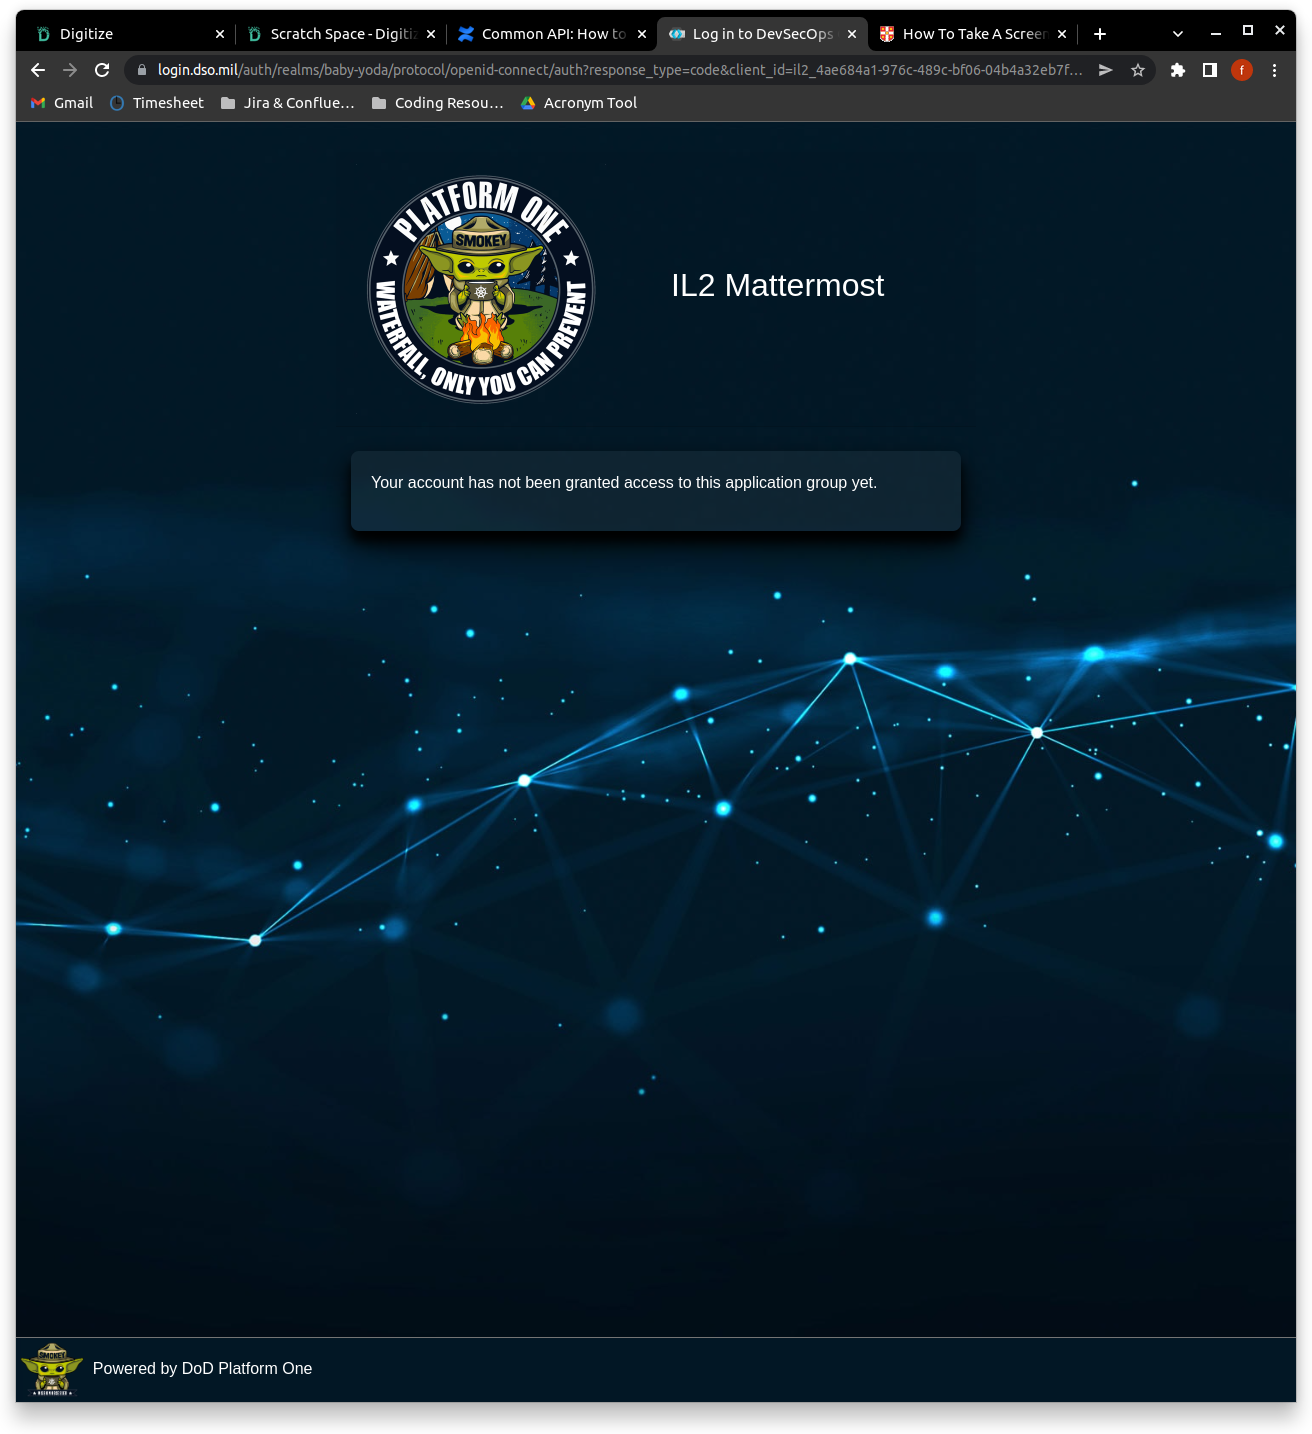 Digitize
Scratch Space - Digitiz
Common API: How to
Log in to DevSecOps
How To Take A Screen
login.dso.mil/auth/realms/baby-yoda/protocol/openid-connect/auth?response_type=code&client_id=il2_4ae684a1-976c-489c-bf06-04b4a32eb7f...
f
Gmail
Timesheet
Jira & Conflue...
Coding Resou...
Acronym Tool
PLATFORM ONE
SMOKEY
WATERFALL, ONLY YOU CAN PREVENT
IL2 Mattermost
Your account has not been granted access to this application group yet.
SMOKEY
Powered by DoD Platform One